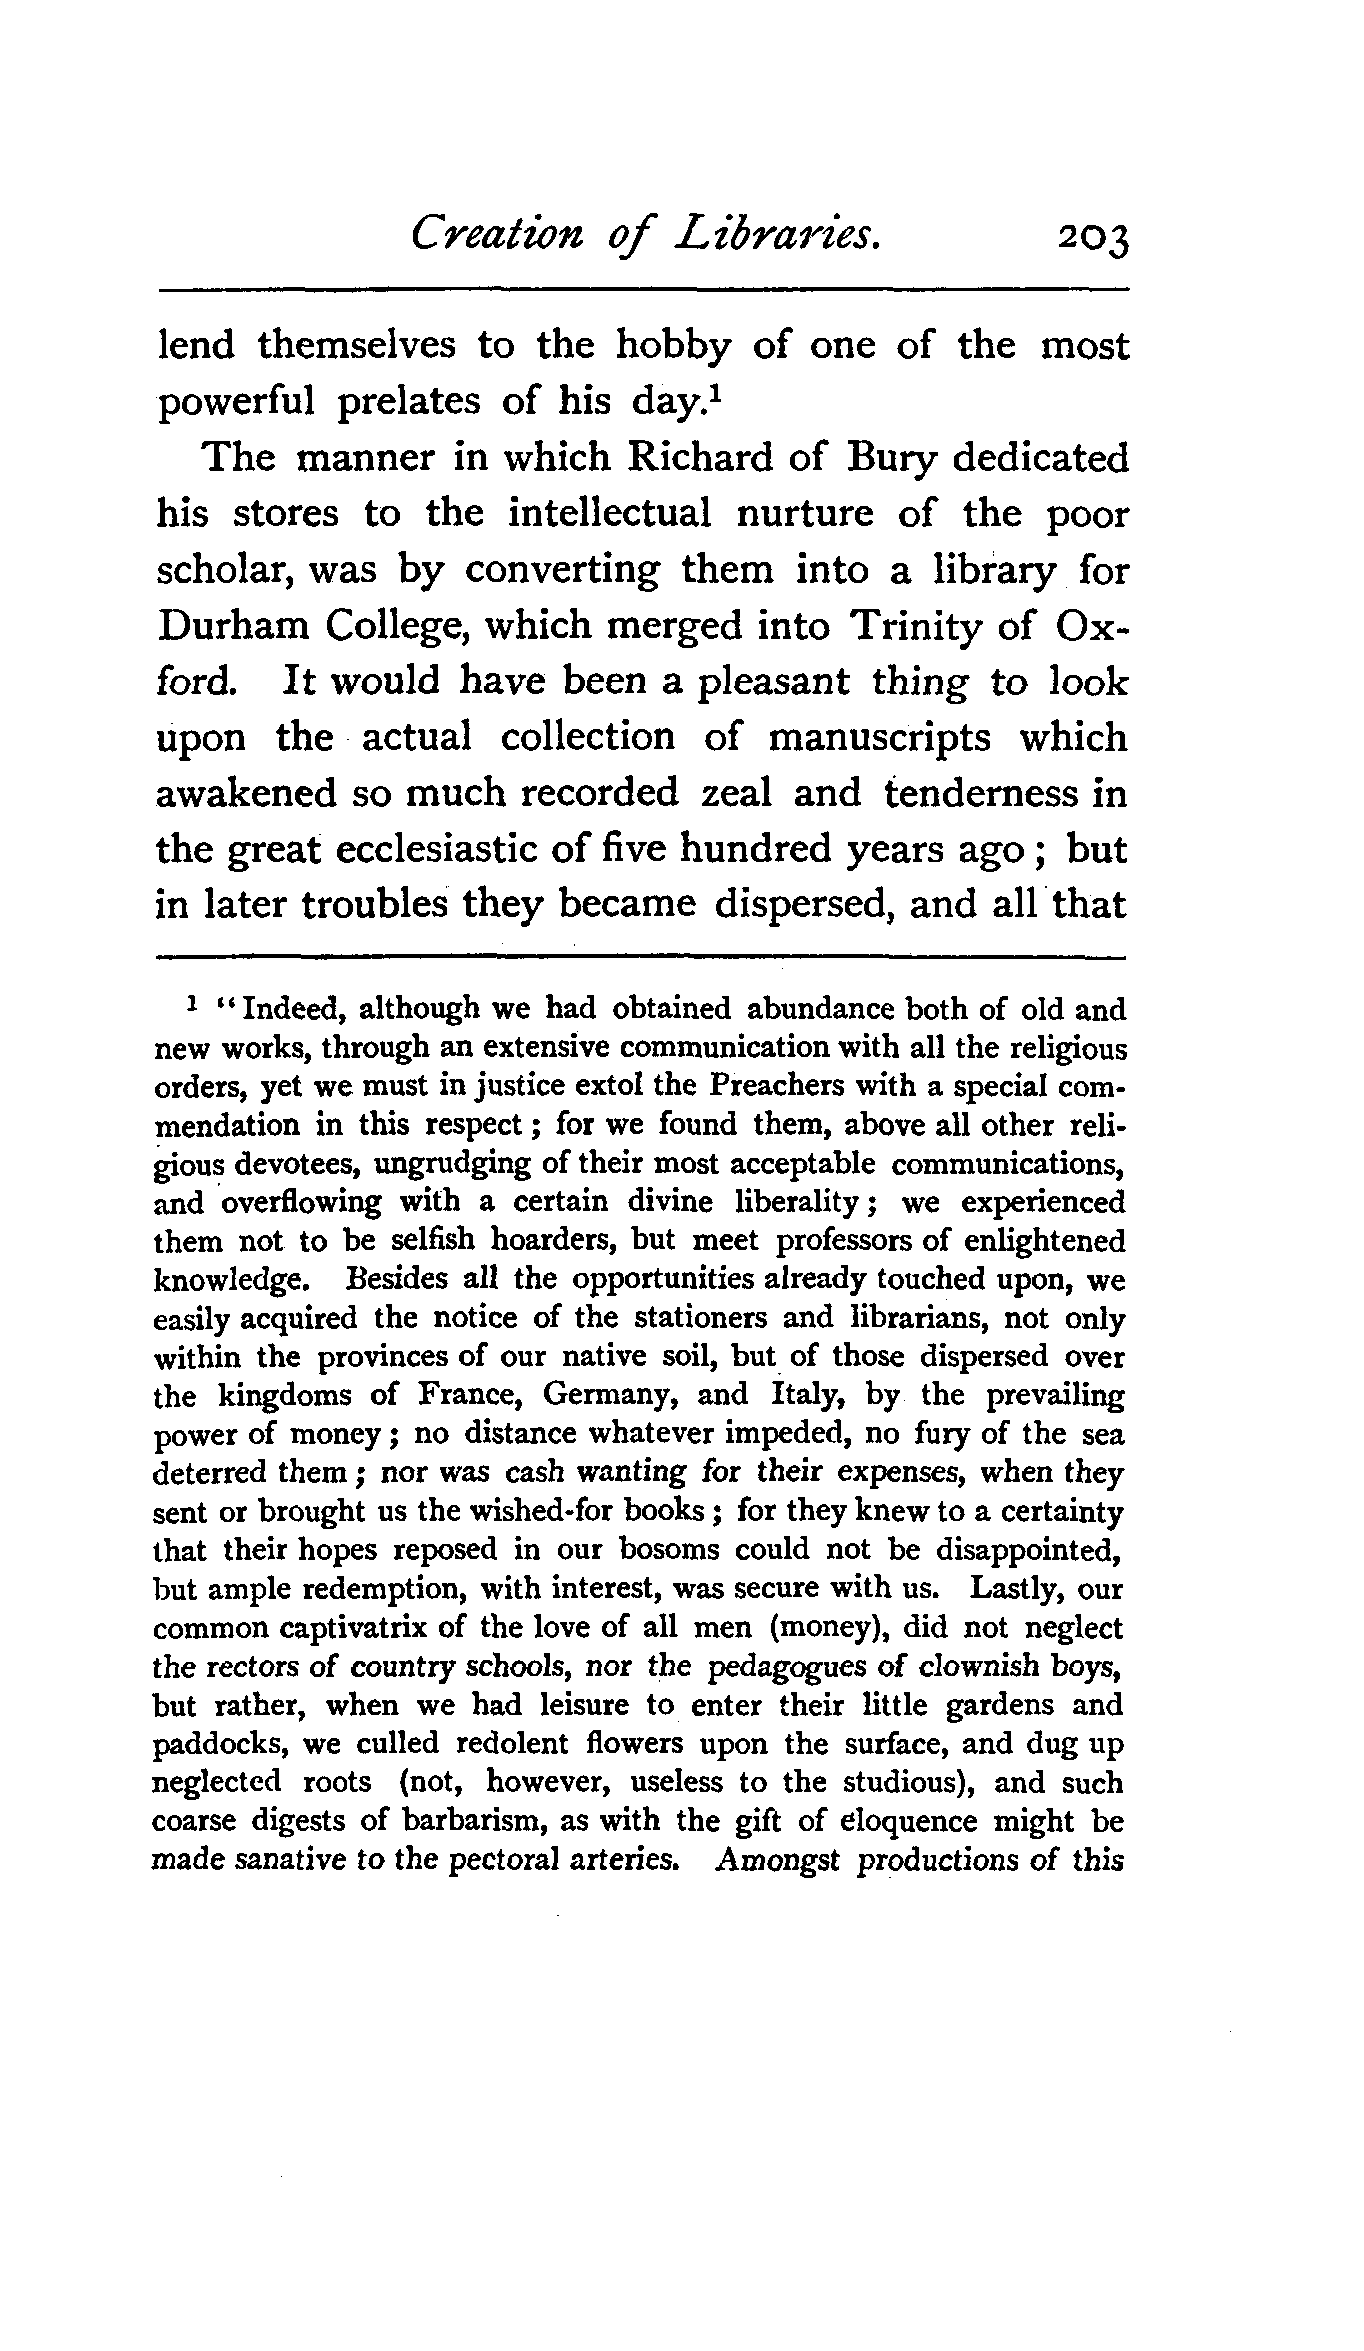 Creation of Libraries. 203
lend themselves to the hobby of one of the most
powerful prelates of his day.¹
The manner in which Richard of Bury dedicated
his stores to the intellectual nurture of the poor
scholar, was by converting them into a library for
Durham College, which merged into Trinity of Ox-
ford. It would have been a pleasant thing to look
upon the actual collection of manuscripts which
awakened so much recorded zeal and tenderness in
the great ecclesiastic of five hundred years ago ; but
in later troubles they became dispersed, and all that
¹ “Indeed, although we had obtained abundance both of old and
new works, through an extensive communication with all the religious
orders, yet we must in justice extol the Preachers with a special com-
mendation in this respect ; for we found them, above all other reli-
gious devotees, ungrudging of their most acceptable communications,
and overflowing with a certain divine liberality ; we experienced
them not to be selfish hoarders, but meet professors of enlightened
knowledge. Besides all the opportunities already touched upon, we
easily acquired the notice of the stationers and librarians, not only
within the provinces of our native soil, but of those dispersed over
the kingdoms of France, Germany, and Italy, by the prevailing
power of money ; no distance whatever impeded, no fury of the sea
deterred them ; nor was cash wanting for their expenses, when they
sent or brought us the wished-for books ; for they knew to a certainty
that their hopes reposed in our bosoms could not be disappointed,
but ample redemption, with interest, was secure with us. Lastly, our
common captivatrix of the love of all men (money), did not neglect
the rectors of country schools, nor the pedagogues of clownish boys,
but rather, when we had leisure to enter their little gardens and
paddocks, we culled redolent flowers upon the surface, and dug up
neglected roots (not, however, useless to the studious), and such
coarse digests of barbarism, as with the gift of eloquence might be
made sanative to the pectoral arteries. Amongst productions of this